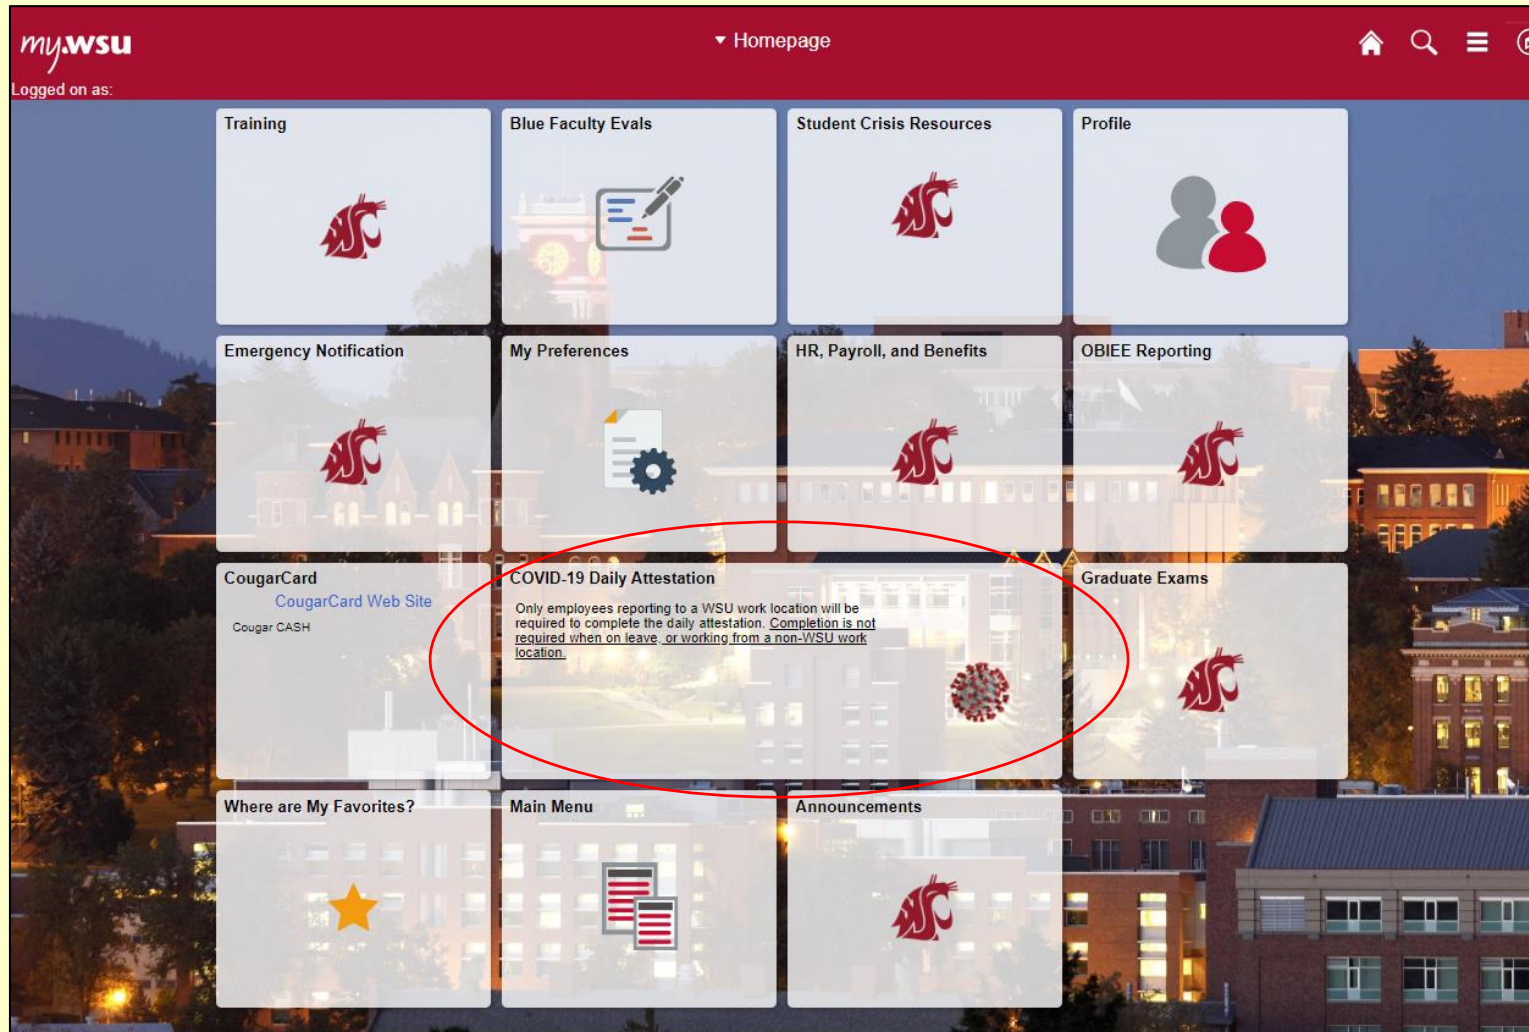 my.wsu
Homepage
Logged on as:
Training
Blue Faculty Evals
Student Crisis Resources
Profile
Emergency Notification
My Preferences
HR, Payroll, and Benefits
OBIEE Reporting
CougarCard
CougarCard Web Site
Cougar CASH
COVID-19 Daily Attestation
Only employees reporting to a WSU work location will be
required to complete the daily attestation. Completion is not
required when on leave, or working from a non-WSU work
location.
Graduate Exams
Where are My Favorites?
Main Menu
Announcements